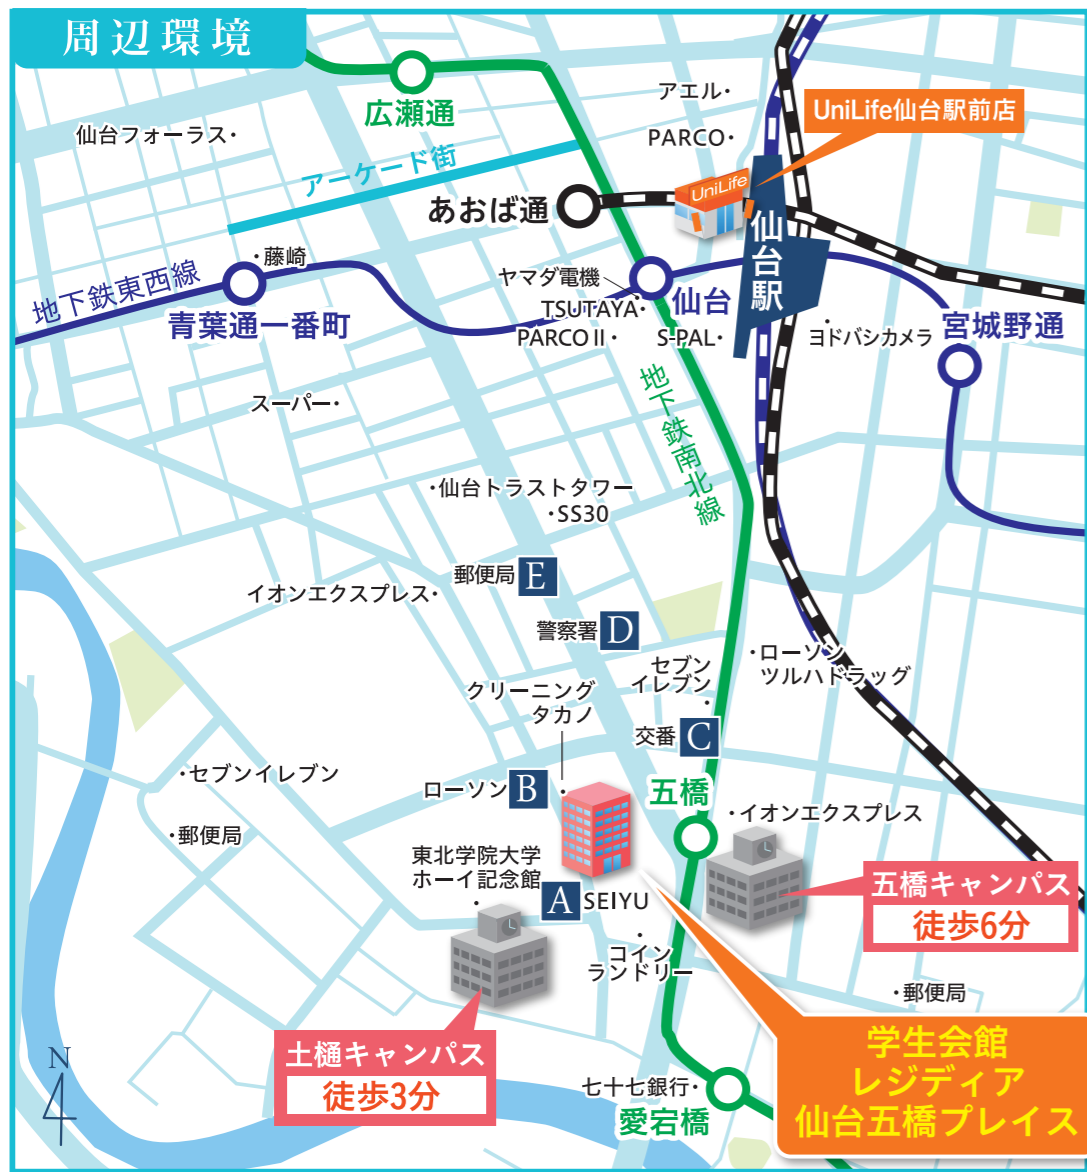 周辺環境
広瀬通
アエル
UniLife仙台駅前店
仙台フォーラス
PARCO
アーケード街
UniLife
あおば通
仙台駅
藤崎
地下鉄東西線
ヤマダ電機
仙台
青葉通一番町
TSUTAYA
宮城野通
PARCOⅡ
S-PAL
ヨドバシカメラ
地下鉄南北線
スーパー
仙台トラストタワー
SS30
郵便局 E
イオンエクスプレス
警察署 D
セブン
イレブン
ローソン
ツルハドラッグ
クリーニング
タカノ
交番 C
セブンイレブン
ローソン B
五橋
イオンエクスプレス
郵便局
東北学院大学
ホーイ記念館
A SEIYU
五橋キャンパス
徒歩6分
コイン
ランドリー
郵便局
土樋キャンパス
徒歩3分
学生会館
レジディア
仙台五橋プレイス
N
七十七銀行
愛宕橋